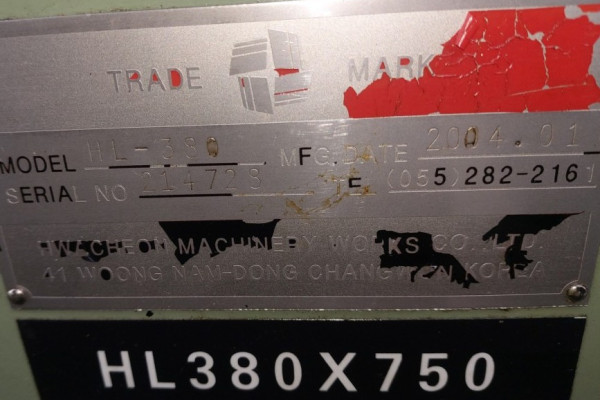 TRADE MARK
MODEL HL-380 MFG.DATE 2004.01
SERIAL NO 214728 TE (055)282-2161
HWACHEON MACHINERY WORKS CO.,LTD.
41 WOONG NAM-DONG CHANGWON KOREA
HL380X750